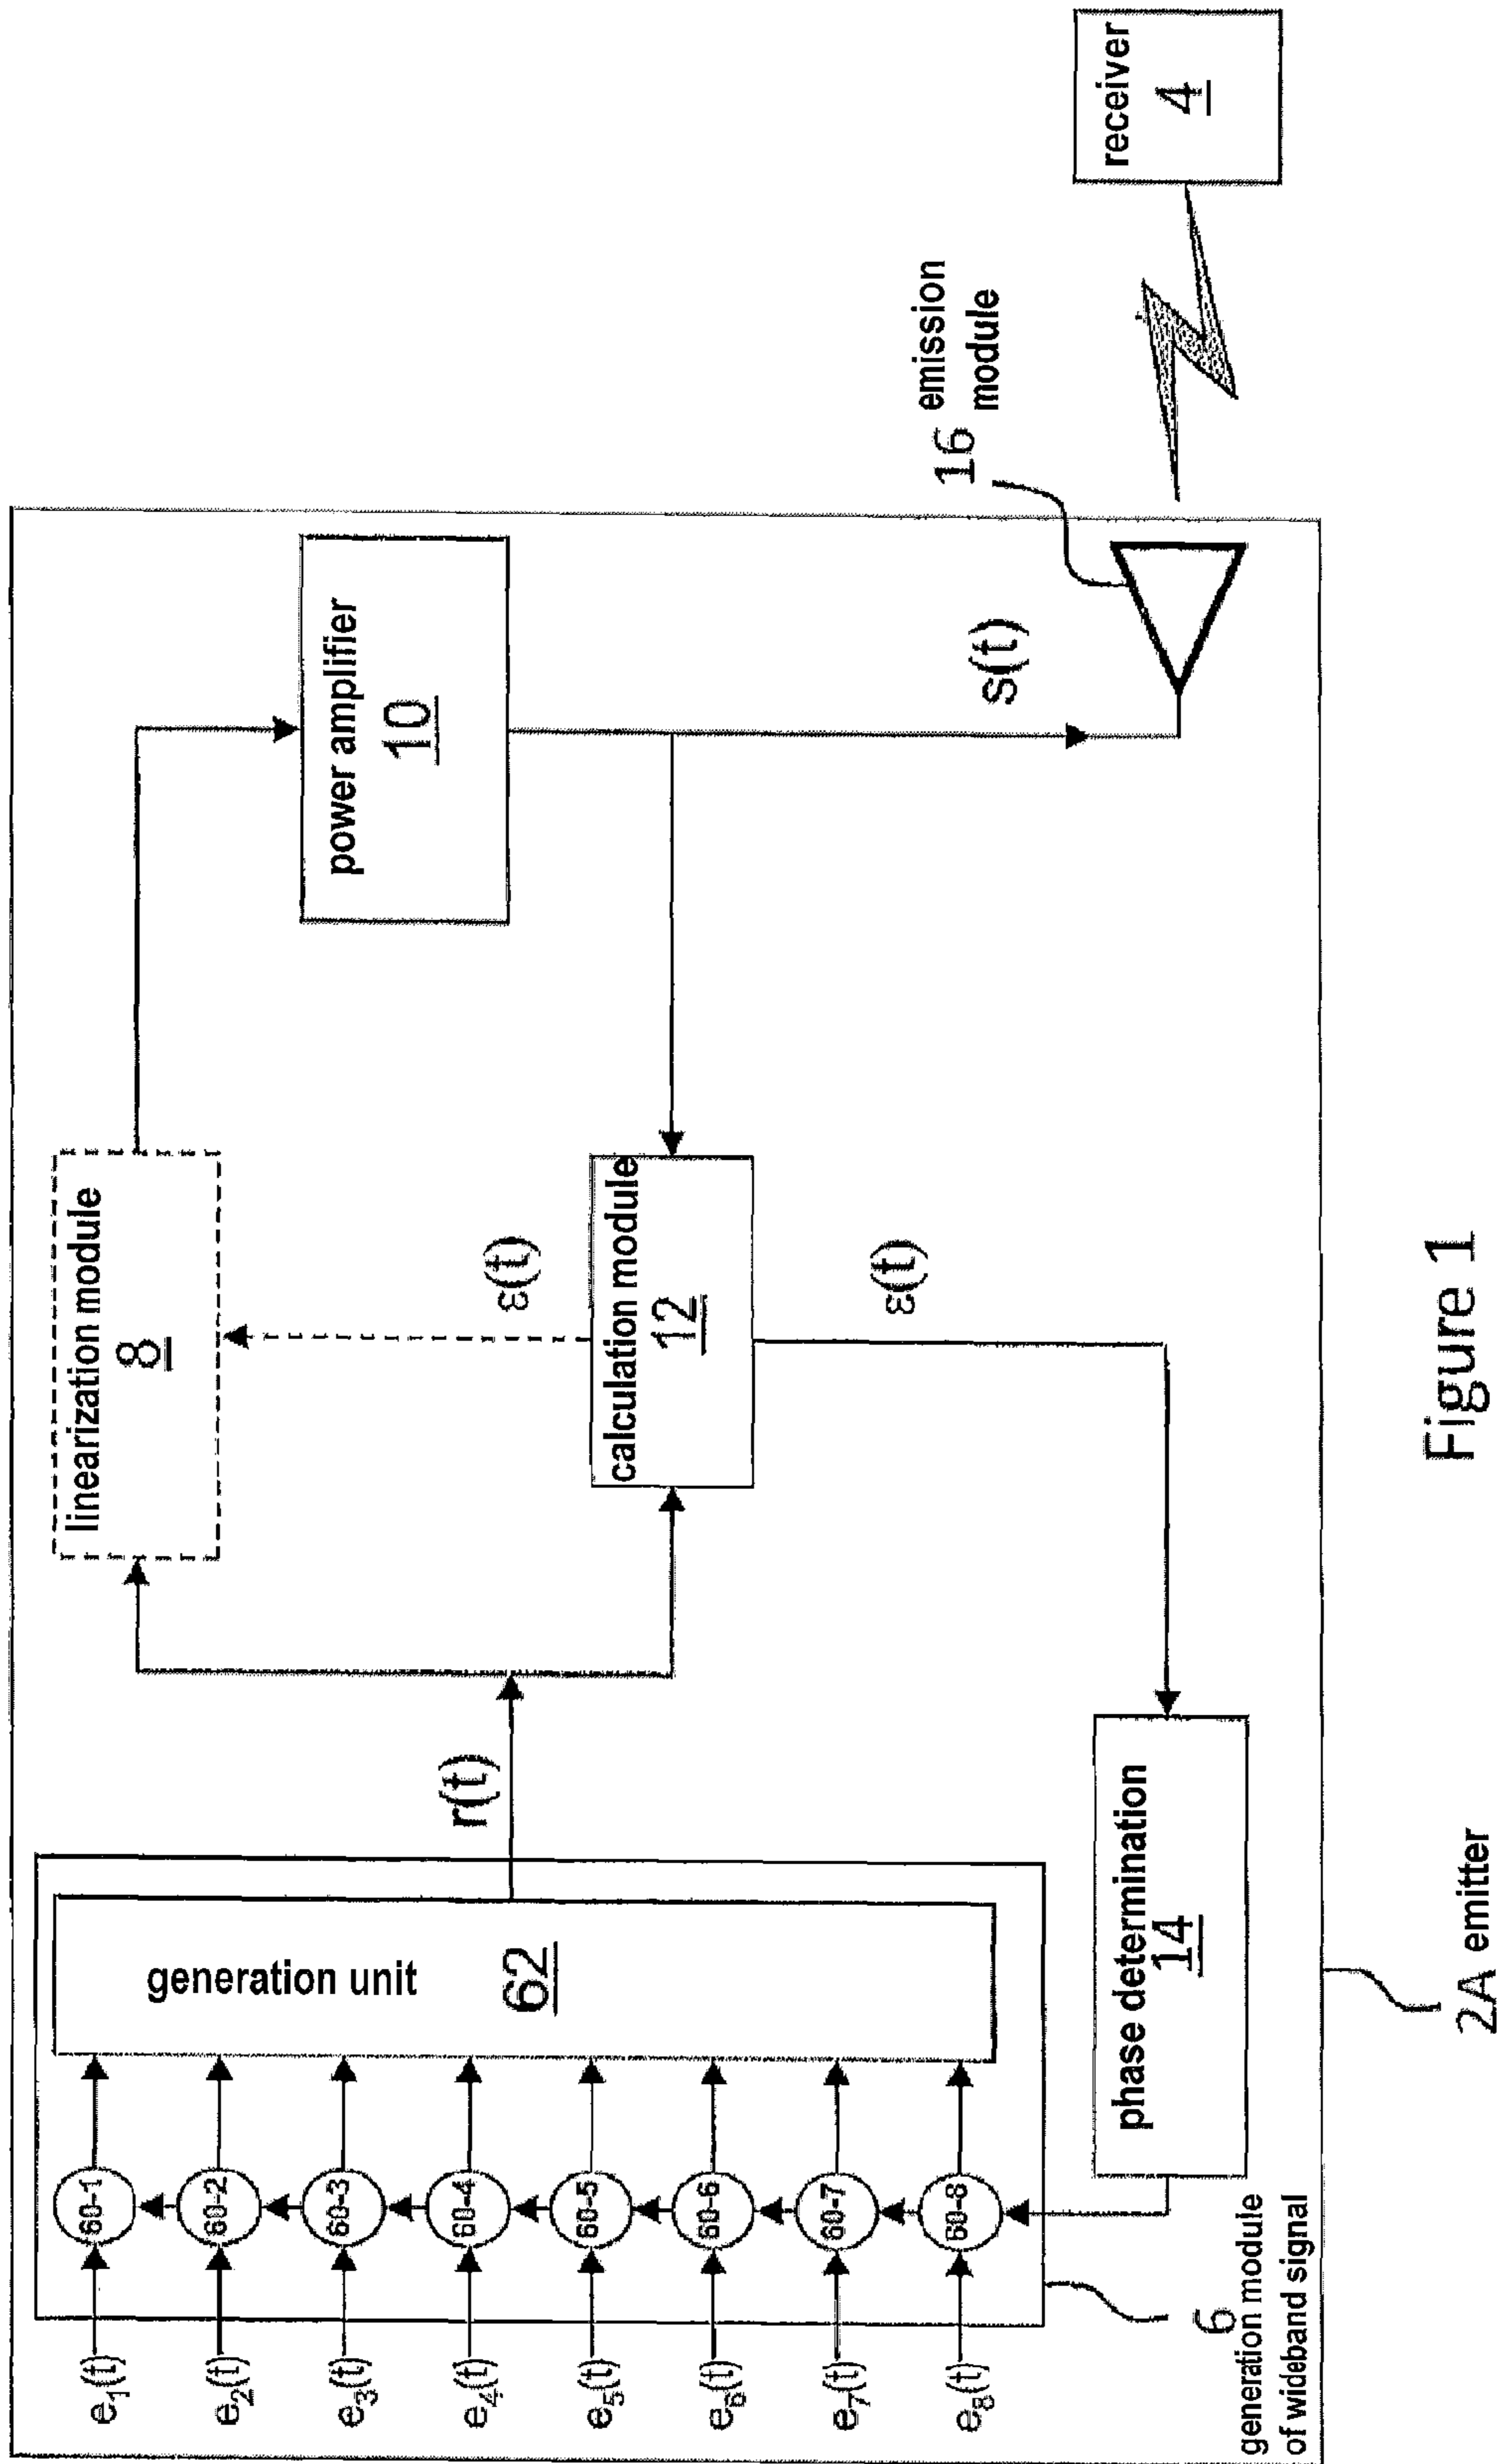 e₁(t)
e₂(t)
e₃(t)
e₄(t)
e₅(t)
e₆(t)
e₇(t)
e₈(t)
60-1
60-2
60-3
60-4
60-5
60-6
60-7
60-8
generation unit
62
6
generation module
of wideband signal
r(t)
linearization module
8
ε(t)
calculation module
12
ε(t)
phase determination
14
power amplifier
10
s(t)
16
emission
module
receiver
4
2A emitter
Figure 1